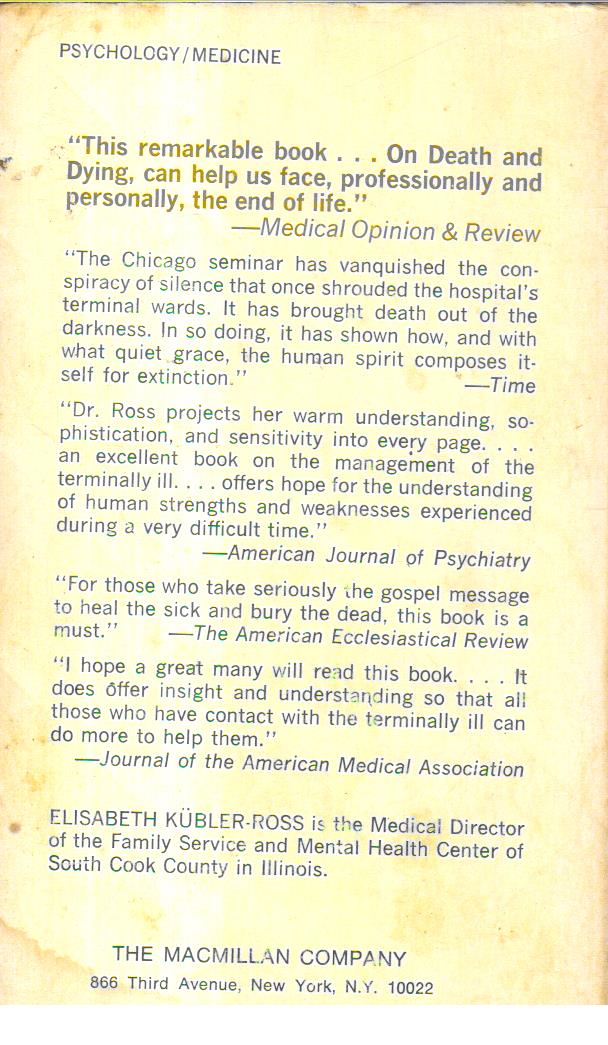 PSYCHOLOGY/MEDICINE
“This remarkable book . . . On Death and
Dying, can help us face, professionally and
personally, the end of life.”
—Medical Opinion & Review
“The Chicago seminar has vanquished the con-
spiracy of silence that once shrouded the hospital’s
terminal wards. It has brought death out of the
darkness. In so doing, it has shown how, and with
what quiet grace, the human spirit composes it-
self for extinction.” —Time
“Dr. Ross projects her warm understanding, so-
phistication, and sensitivity into every page. . . .
an excellent book on the management of the
terminally ill. . . . offers hope for the understanding
of human strengths and weaknesses experienced
during a very difficult time.”
—American Journal of Psychiatry
“For those who take seriously the gospel message
to heal the sick and bury the dead, this book is a
must.” —The American Ecclesiastical Review
“I hope a great many will read this book. . . . It
does offer insight and understanding so that all
those who have contact with the terminally ill can
do more to help them.”
—Journal of the American Medical Association
ELISABETH KÜBLER-ROSS is the Medical Director
of the Family Service and Mental Health Center of
South Cook County in Illinois.
THE MACMILLAN COMPANY
866 Third Avenue, New York, N.Y. 10022